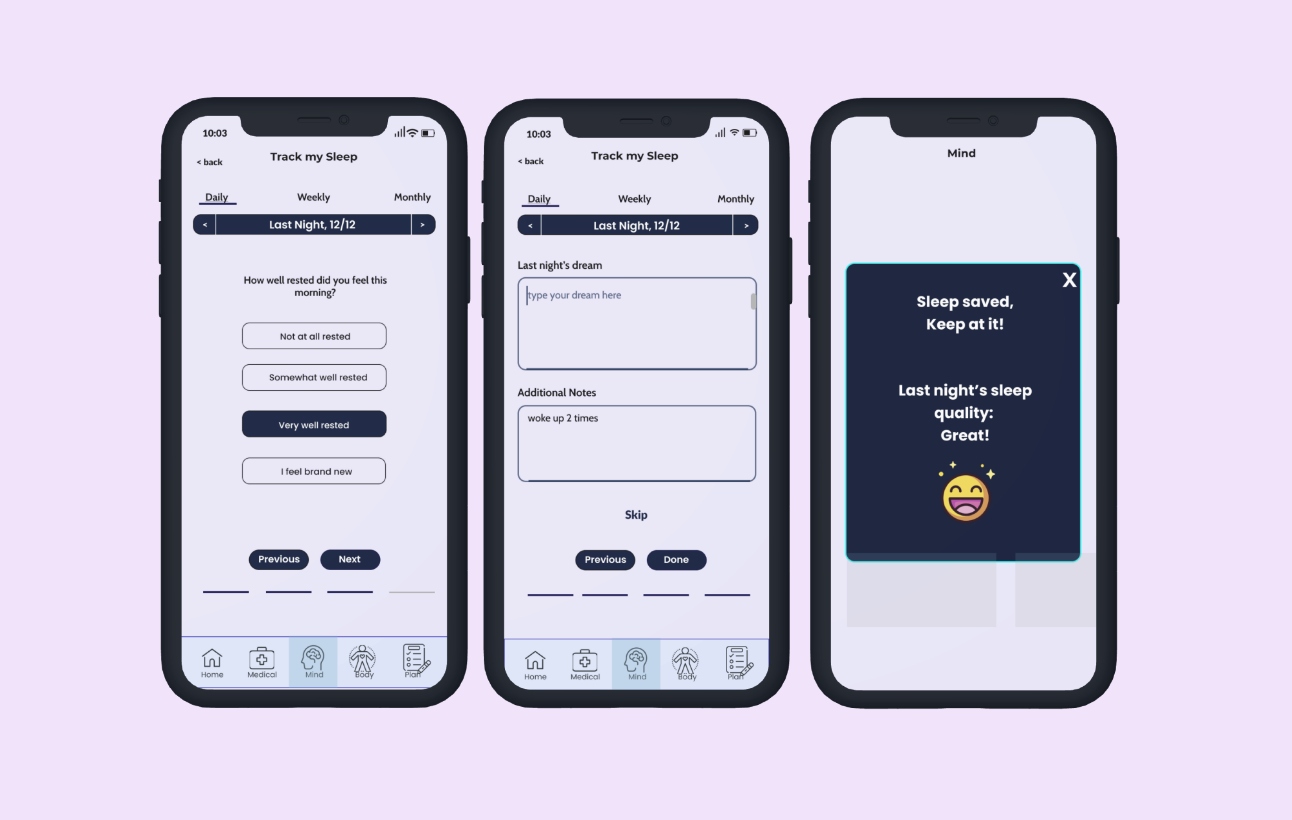 10:03
Track my Sleep
< back
Daily Weekly Monthly
< Last Night, 12/12 >
How well rested did you feel this
morning?
Not at all rested
Somewhat well rested
Very well rested
I feel brand new
Previous Next
Home Medical Mind Body Plan
10:03
Track my Sleep
< back
Daily Weekly Monthly
< Last Night, 12/12 >
Last night's dream
type your dream here
Additional Notes
woke up 2 times
Skip
Previous Done
Home Medical Mind Body Plan
Mind
X
Sleep saved,
Keep at it!
Last night's sleep
quality:
Great!